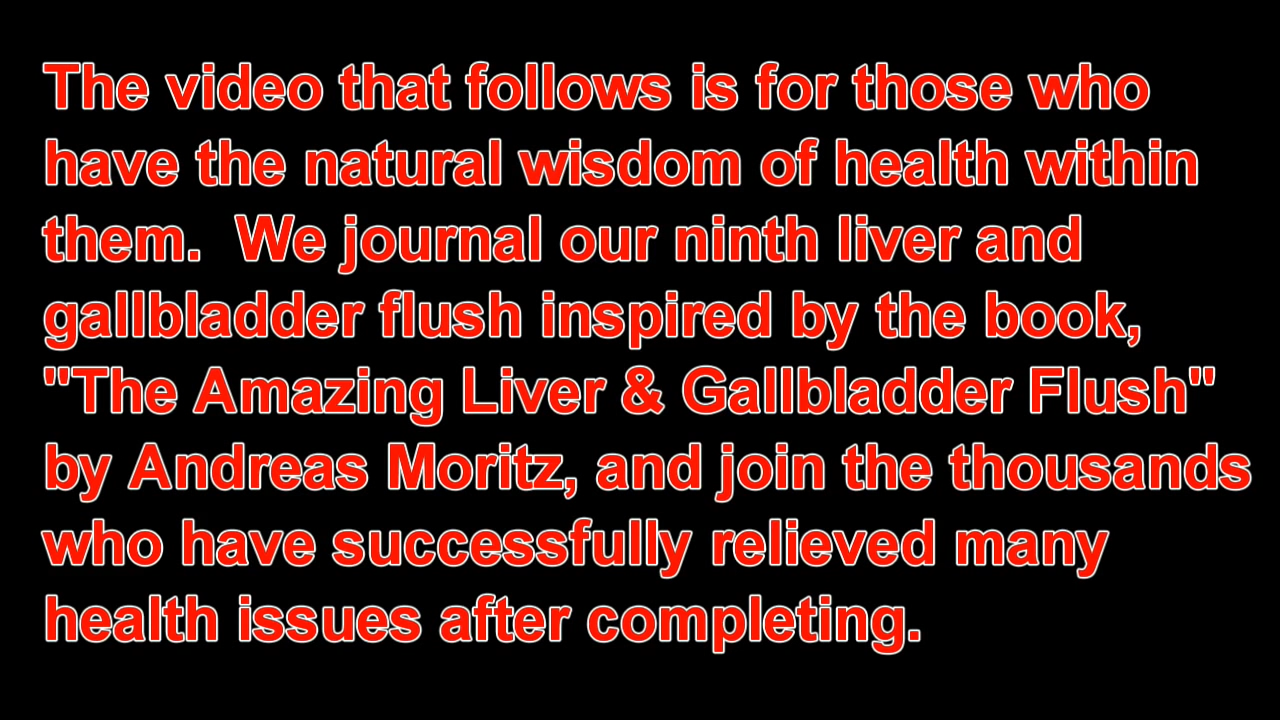 The video that follows is for those who
have the natural wisdom of health within
them.  We journal our ninth liver and
gallbladder flush inspired by the book,
"The Amazing Liver & Gallbladder Flush"
by Andreas Moritz, and join the thousands
who have successfully relieved many
health issues after completing.